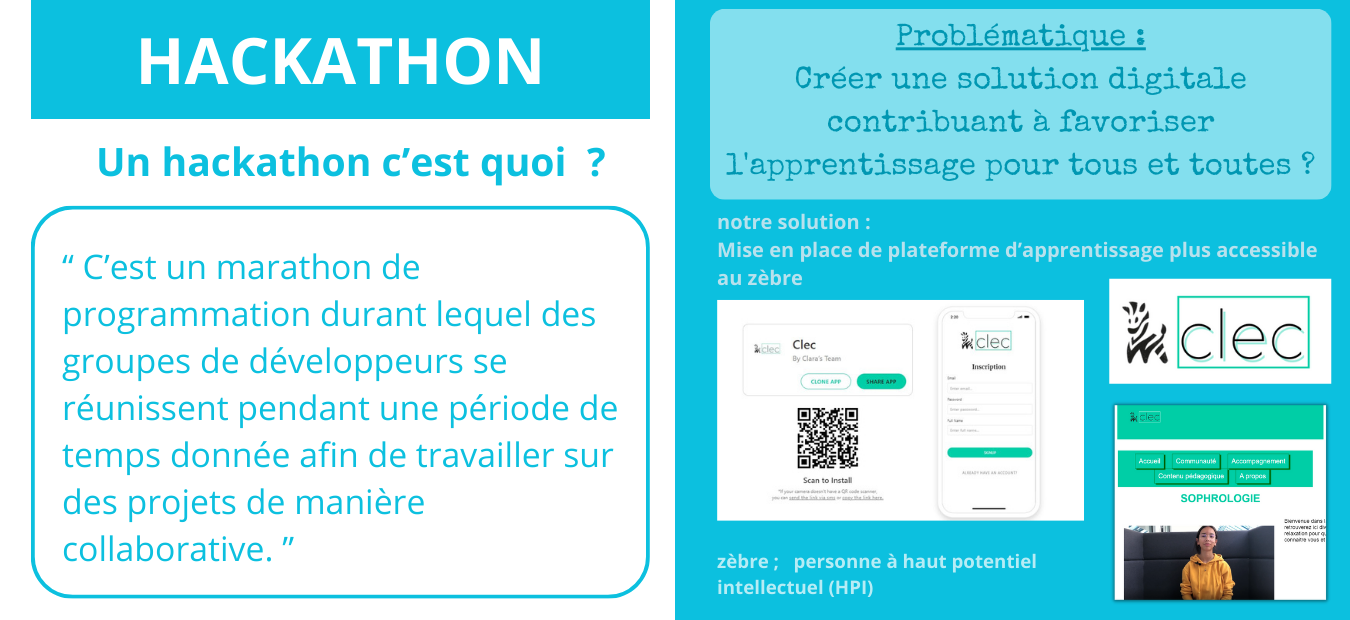 HACKATHON
Un hackathon c’est quoi ?
“ C’est un marathon de
programmation durant lequel des
groupes de développeurs se
réunissent pendant une période de
temps donnée afin de travailler sur
des projets de manière
collaborative. ”
Problématique :
Créer une solution digitale
contribuant à favoriser
l'apprentissage pour tous et toutes ?
notre solution :
Mise en place de plateforme d’apprentissage plus accessible
au zèbre
clec
Clec
By Clara's Team
CLONE APP SHARE APP
Scan to Install
*If your camera doesn't have a QR code scanner,
you can send the link via sms or open the link here.
clec
Inscription
Email
Enter email...
Password
Enter password...
Full name
Enter full name...
SIGNUP
ALREADY HAVE AN ACCOUNT?
clec
clec
Accueil Communauté Accompagnement
Contenu pédagogique A propos
SOPHROLOGIE
Bienvenue dans l
retrouverez ici div
relaxation pour qu
connaitre vous et
zèbre ; personne à haut potentiel
intellectuel (HPI)